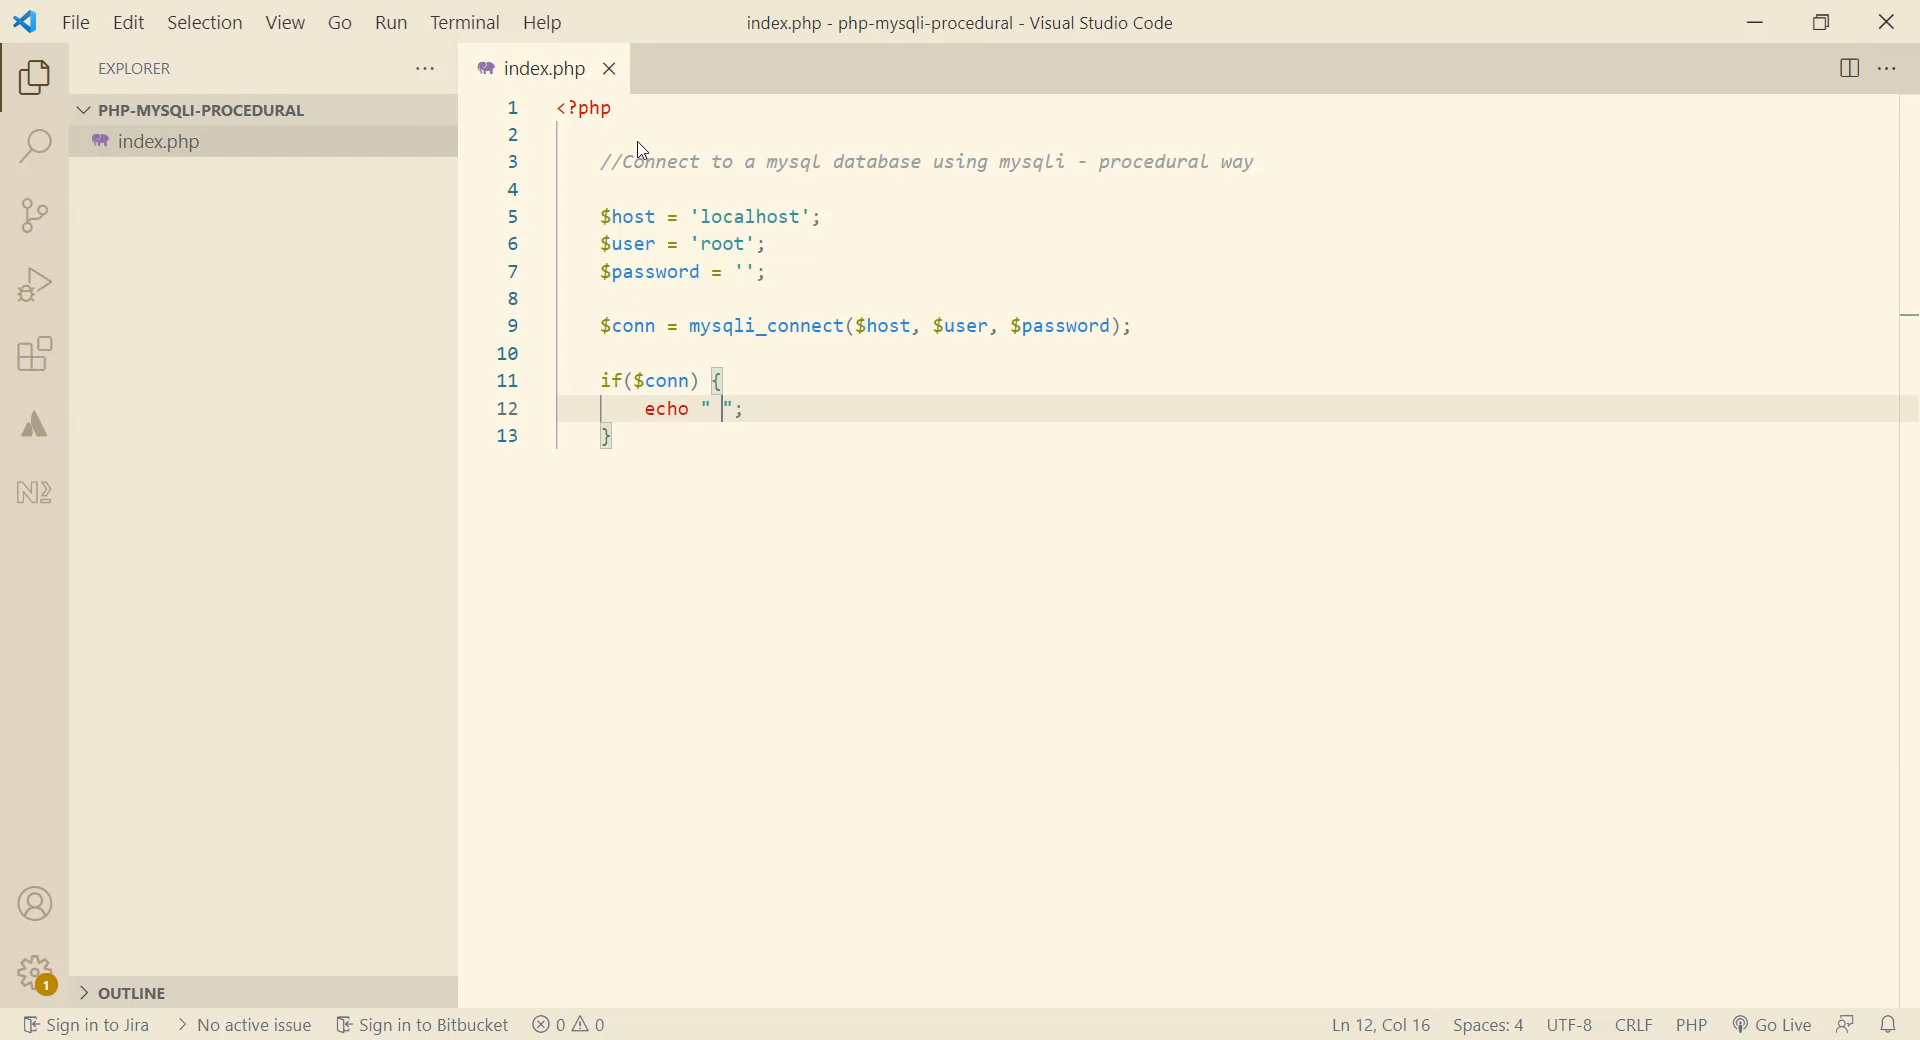 File Edit Selection View Go Run Terminal Help
index.php - php-mysqli-procedural - Visual Studio Code
EXPLORER
PHP-MYSQLI-PROCEDURAL
index.php
index.php
1 <?php
2
3 //Connect to a mysql database using mysqli - procedural way
4
5 $host = 'localhost';
6 $user = 'root';
7 $password = '';
8
9 $conn = mysqli_connect($host, $user, $password);
10
11 if($conn) {
12 echo " ";
13 }
1
OUTLINE
Sign in to Jira No active issue Sign in to Bitbucket 0 0 Ln 12, Col 16 Spaces: 4 UTF-8 CRLF PHP Go Live